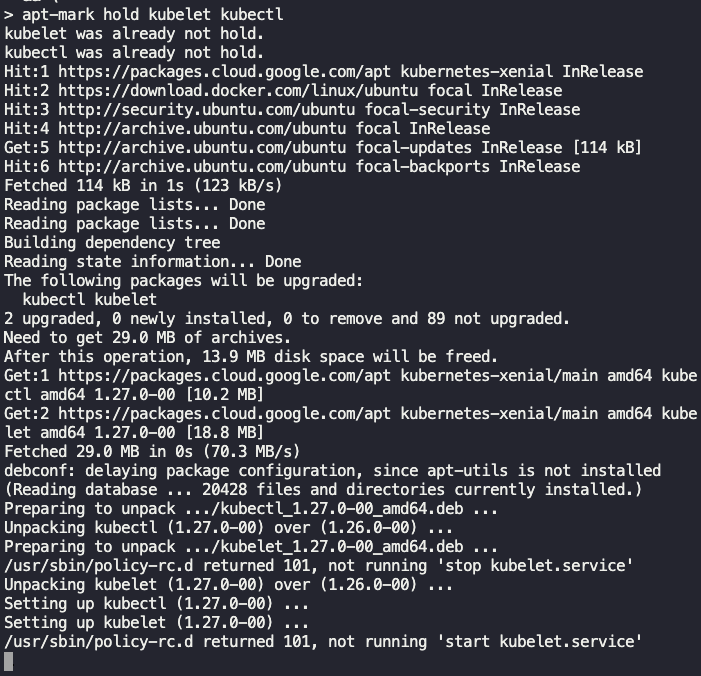 > apt-mark hold kubelet kubectl
kubelet was already not hold.
kubectl was already not hold.
Hit:1 https://packages.cloud.google.com/apt kubernetes-xenial InRelease
Hit:2 https://download.docker.com/linux/ubuntu focal InRelease
Hit:3 http://security.ubuntu.com/ubuntu focal-security InRelease
Hit:4 http://archive.ubuntu.com/ubuntu focal InRelease
Get:5 http://archive.ubuntu.com/ubuntu focal-updates InRelease [114 kB]
Hit:6 http://archive.ubuntu.com/ubuntu focal-backports InRelease
Fetched 114 kB in 1s (123 kB/s)
Reading package lists... Done
Reading package lists... Done
Building dependency tree
Reading state information... Done
The following packages will be upgraded:
  kubectl kubelet
2 upgraded, 0 newly installed, 0 to remove and 89 not upgraded.
Need to get 29.0 MB of archives.
After this operation, 13.9 MB disk space will be freed.
Get:1 https://packages.cloud.google.com/apt kubernetes-xenial/main amd64 kube
ctl amd64 1.27.0-00 [10.2 MB]
Get:2 https://packages.cloud.google.com/apt kubernetes-xenial/main amd64 kube
let amd64 1.27.0-00 [18.8 MB]
Fetched 29.0 MB in 0s (70.3 MB/s)
debconf: delaying package configuration, since apt-utils is not installed
(Reading database ... 20428 files and directories currently installed.)
Preparing to unpack .../kubectl_1.27.0-00_amd64.deb ...
Unpacking kubectl (1.27.0-00) over (1.26.0-00) ...
Preparing to unpack .../kubelet_1.27.0-00_amd64.deb ...
/usr/sbin/policy-rc.d returned 101, not running 'stop kubelet.service'
Unpacking kubelet (1.27.0-00) over (1.26.0-00) ...
Setting up kubectl (1.27.0-00) ...
Setting up kubelet (1.27.0-00) ...
/usr/sbin/policy-rc.d returned 101, not running 'start kubelet.service'